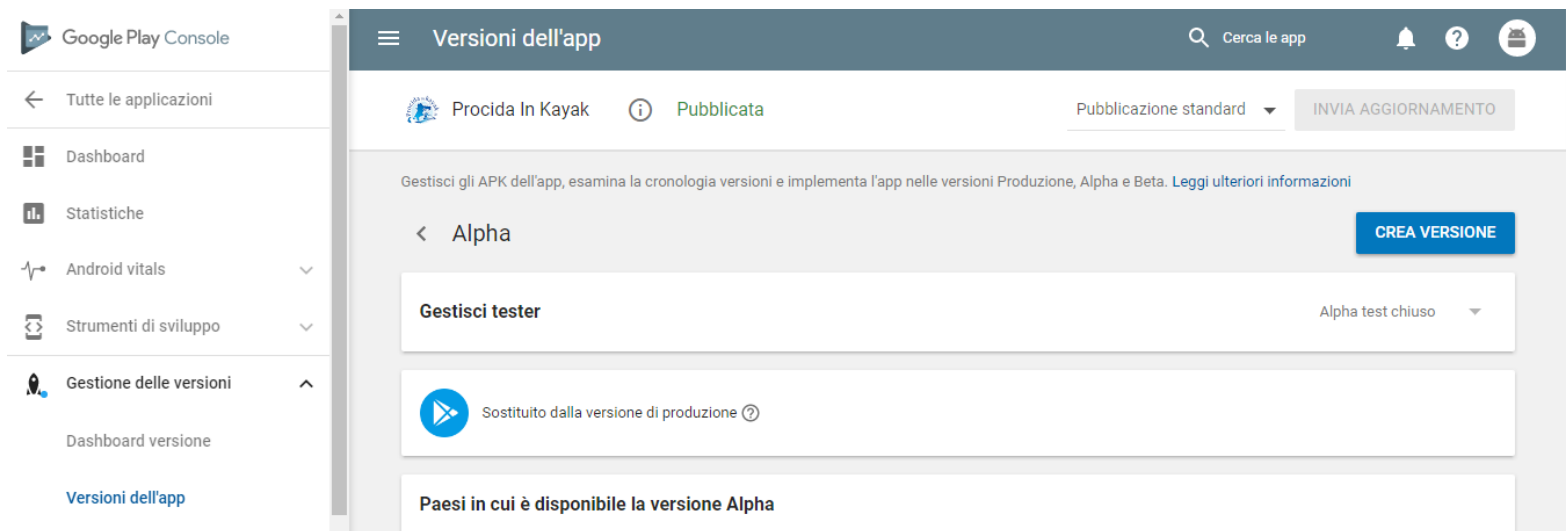 Google Play Console
Versioni dell'app
Cerca le app
Tutte le applicazioni
Procida In Kayak
Pubblicata
Pubblicazione standard
INVIA AGGIORNAMENTO
Dashboard
Statistiche
Android vitals
Strumenti di sviluppo
Gestione delle versioni
Dashboard versione
Versioni dell'app
Gestisci gli APK dell'app, esamina la cronologia versioni e implementa l'app nelle versioni Produzione, Alpha e Beta. Leggi ulteriori informazioni
Alpha
CREA VERSIONE
Gestisci tester
Alpha test chiuso
Sostituito dalla versione di produzione
Paesi in cui è disponibile la versione Alpha